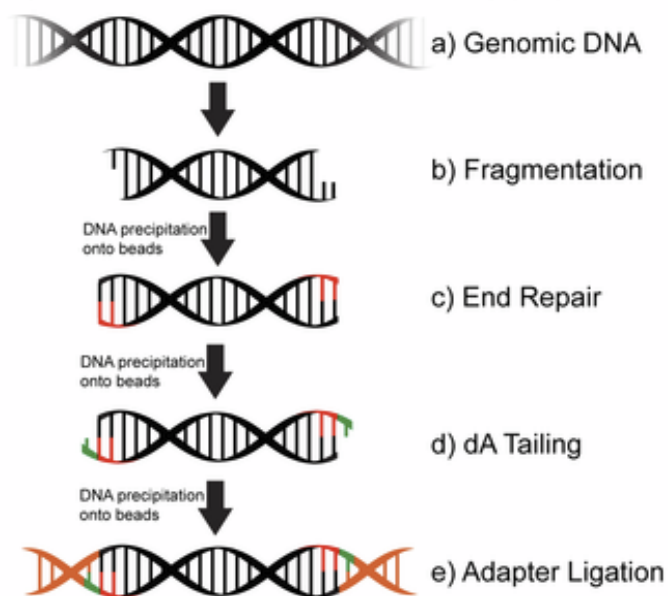 a) Genomic DNA
b) Fragmentation
DNA precipitation
onto beads
c) End Repair
DNA precipitation
onto beads
d) dA Tailing
DNA precipitation
onto beads
e) Adapter Ligation